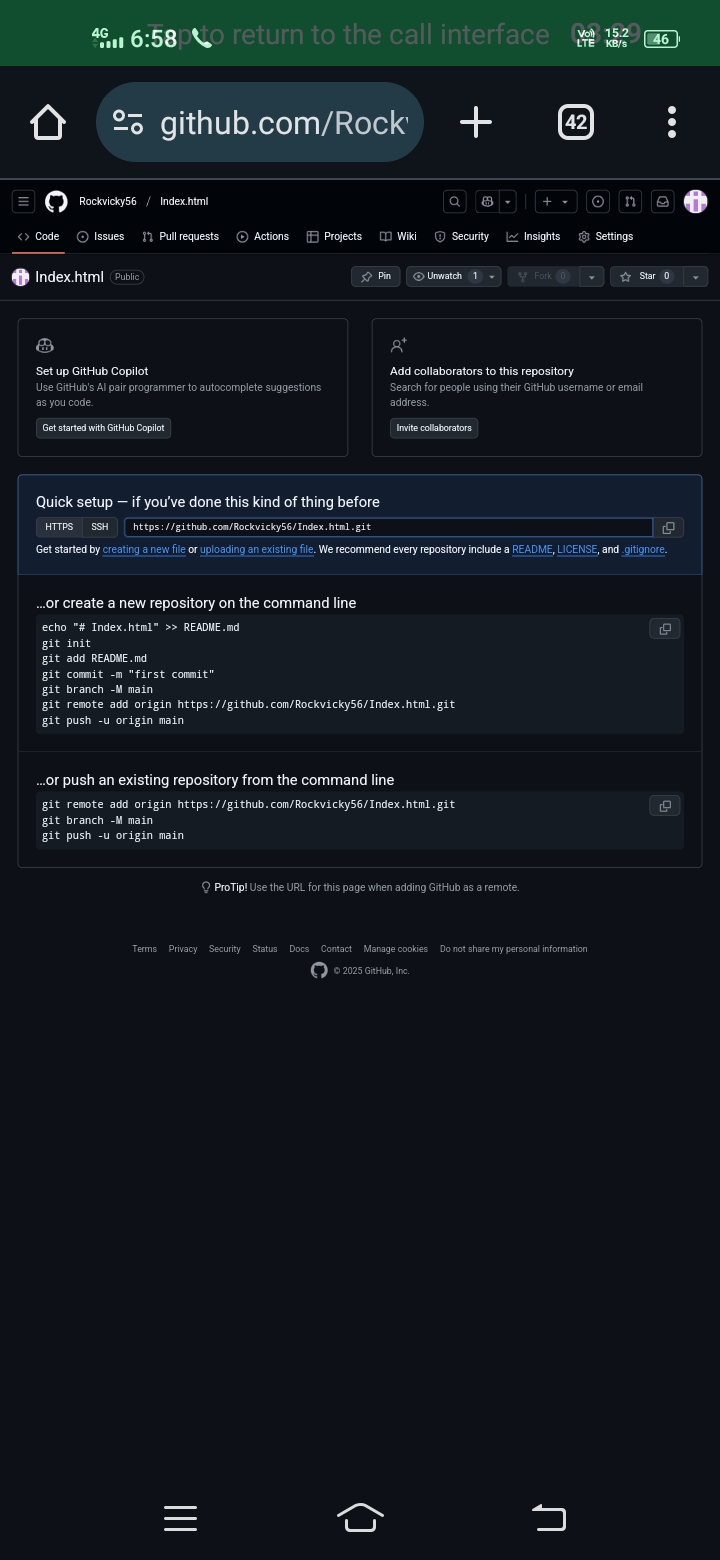 Tap to return to the call interface
4G 6:58 Vo) LTE 15.2 KB/s 46
github.com/Rock
42
Rockvicky56 / Index.html
Code Issues Pull requests Actions Projects Wiki Security Insights Settings
Index.html Public Pin Unwatch 1 Fork 0 Star 0
Set up GitHub Copilot
Use GitHub's AI pair programmer to autocomplete suggestions
as you code.
Get started with GitHub Copilot
Add collaborators to this repository
Search for people using their GitHub username or email
address.
Invite collaborators
Quick setup — if you've done this kind of thing before
HTTPS SSH https://github.com/Rockvicky56/Index.html.git
Get started by creating a new file or uploading an existing file. We recommend every repository include a README, LICENSE, and .gitignore.
…or create a new repository on the command line
echo "# Index.html" >> README.md
git init
git add README.md
git commit -m "first commit"
git branch -M main
git remote add origin https://github.com/Rockvicky56/Index.html.git
git push -u origin main
…or push an existing repository from the command line
git remote add origin https://github.com/Rockvicky56/Index.html.git
git branch -M main
git push -u origin main
ProTip! Use the URL for this page when adding GitHub as a remote.
Terms Privacy Security Status Docs Contact Manage cookies Do not share my personal information
© 2025 GitHub, Inc.